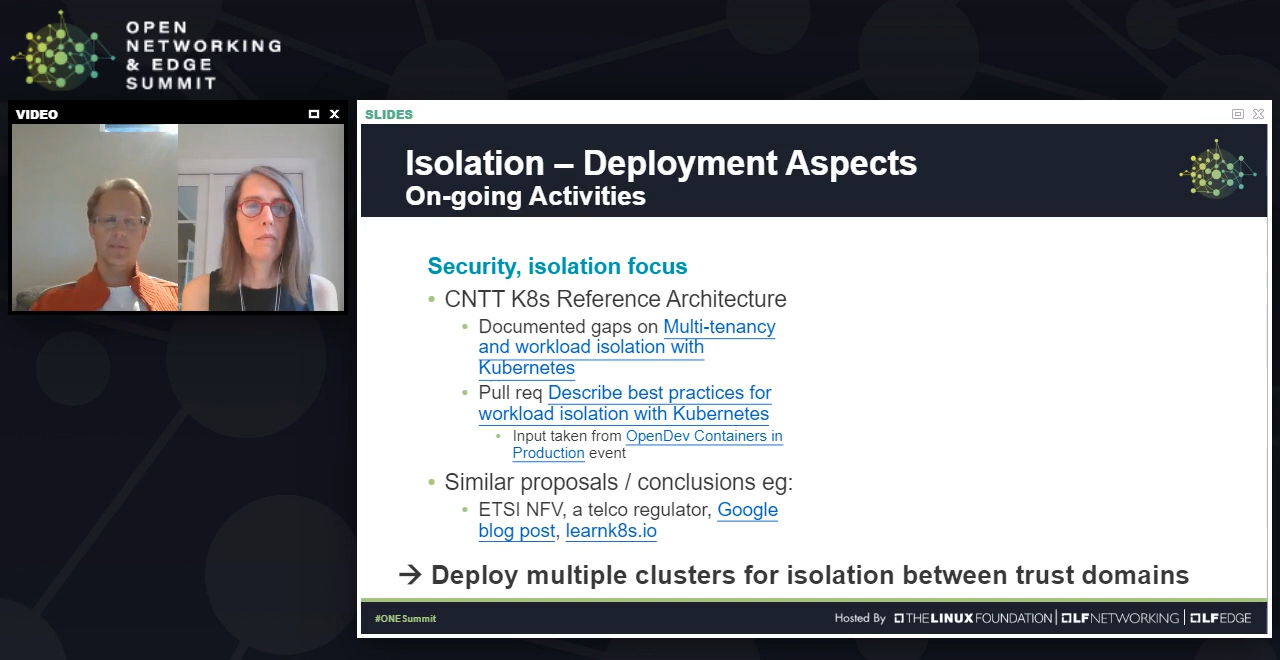 OPEN
NETWORKING
& EDGE
SUMMIT
VIDEO
SLIDES
Isolation – Deployment Aspects
On-going Activities
Security, isolation focus
• CNTT K8s Reference Architecture
• Documented gaps on Multi-tenancy
and workload isolation with
Kubernetes
• Pull req Describe best practices for
workload isolation with Kubernetes
• Input taken from OpenDev Containers in
Production event
• Similar proposals / conclusions eg:
• ETSI NFV, a telco regulator, Google
blog post, learnk8s.io
→ Deploy multiple clusters for isolation between trust domains
#ONESummit
Hosted By THE LINUX FOUNDATION | LF NETWORKING | LF EDGE